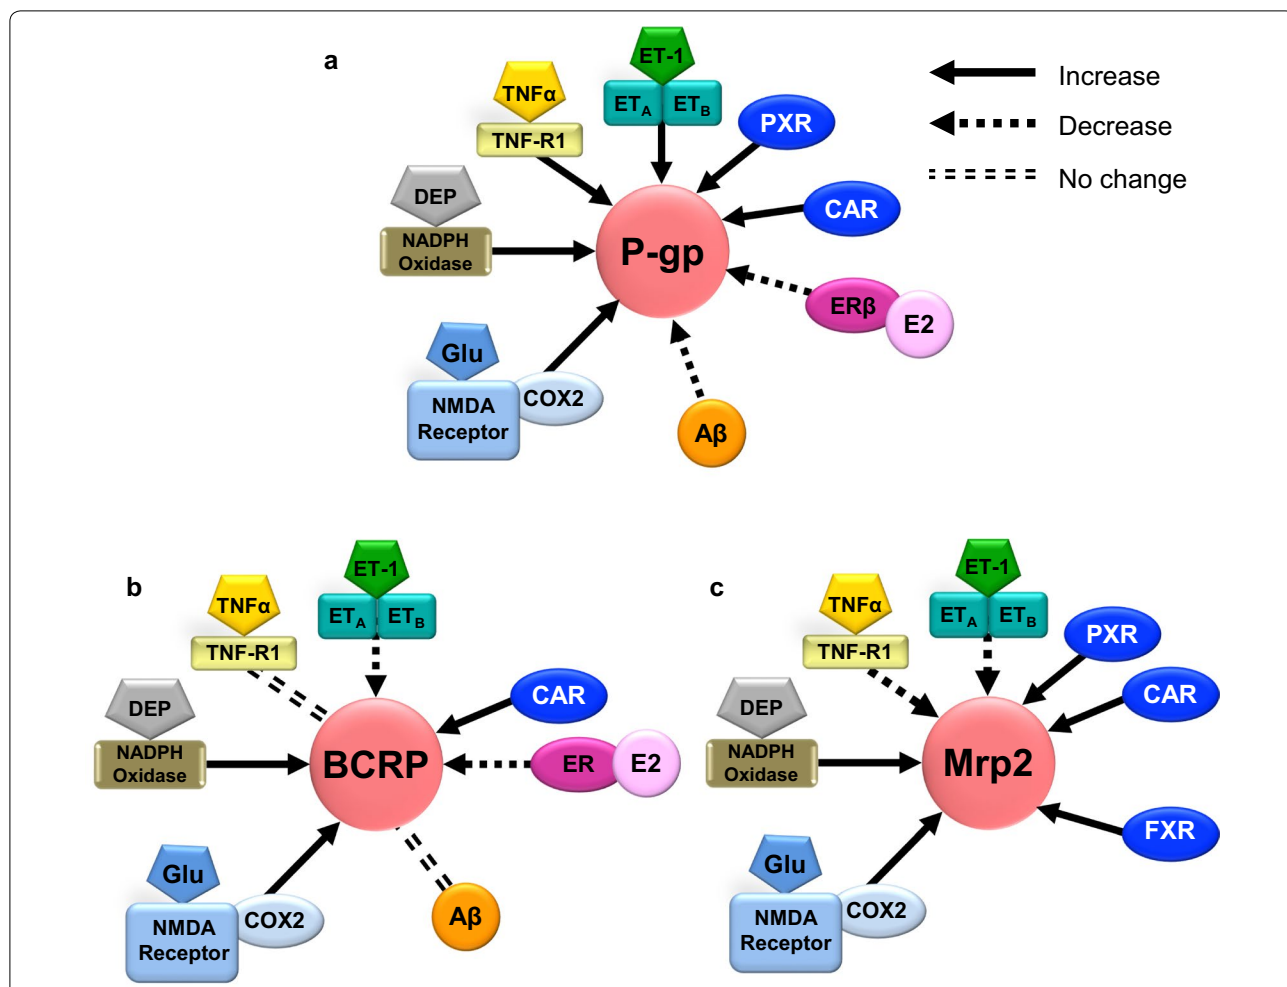 a
ET-1
TNFα
ETA ETB
TNF-R1
PXR
Increase
Decrease
No change
DEP
NADPH
Oxidase
CAR
P-gp
ERβ
E2
Glu
COX2
NMDA
Receptor
Aβ
b
ET-1
TNFα
ETA ETB
TNF-R1
DEP
NADPH
Oxidase
CAR
BCRP
ER
E2
Glu
COX2
NMDA
Receptor
Aβ
c
ET-1
TNFα
ETA ETB
TNF-R1
PXR
DEP
NADPH
Oxidase
CAR
Mrp2
FXR
Glu
COX2
NMDA
Receptor